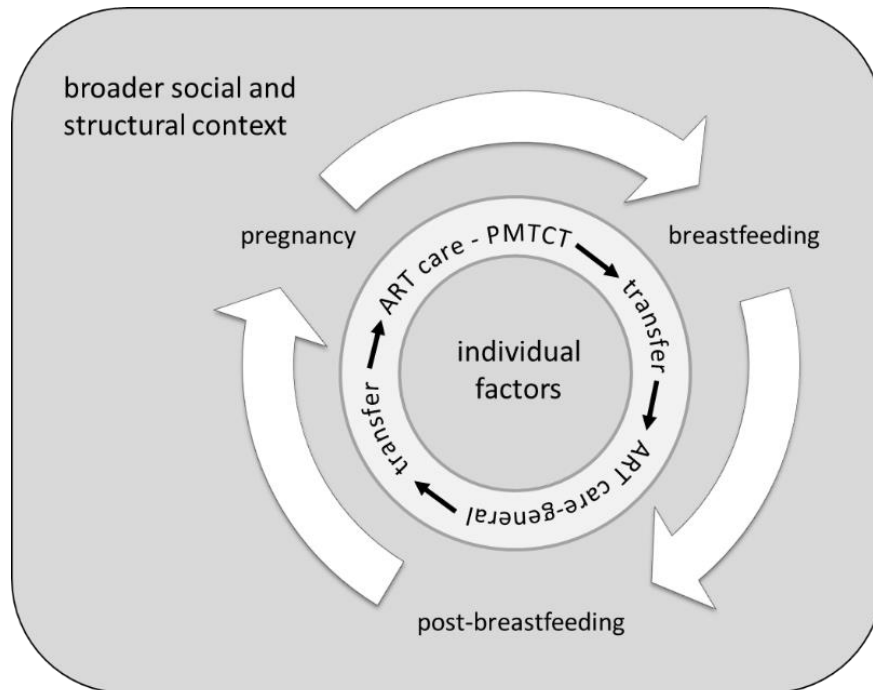 broader social and
structural context
pregnancy
breastfeeding
ART care - PMTCT
transfer
ART care-general
transfer
individual
factors
post-breastfeeding